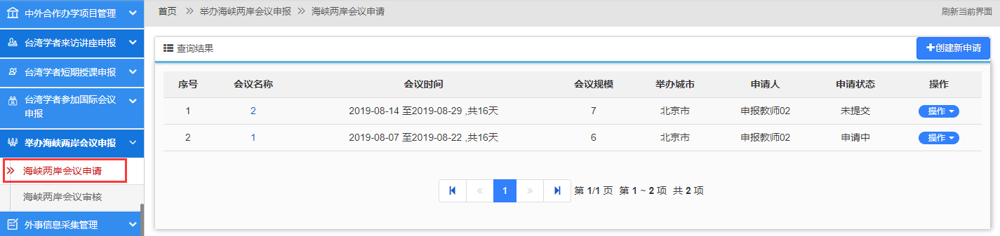 中外合作办学项目管理
台湾学者来访讲座申报
台湾学者短期授课申报
台湾学者参加国际会议
申报
举办海峡两岸会议申报
海峡两岸会议申请
海峡两岸会议审核
外事信息采集管理
首页 举办海峡两岸会议申报 海峡两岸会议申请 刷新当前界面
查询结果 创建新申请
序号 会议名称 会议时间 会议规模 举办城市 申请人 申请状态 操作
1 2 2019-08-14 至2019-08-29 ,共16天 7 北京市 申报教师02 未提交 操作
2 1 2019-08-07 至2019-08-22 ,共16天 6 北京市 申报教师02 申请中 操作
« 1 » 第 1/1 页 第 1 ~ 2 项 共 2 项